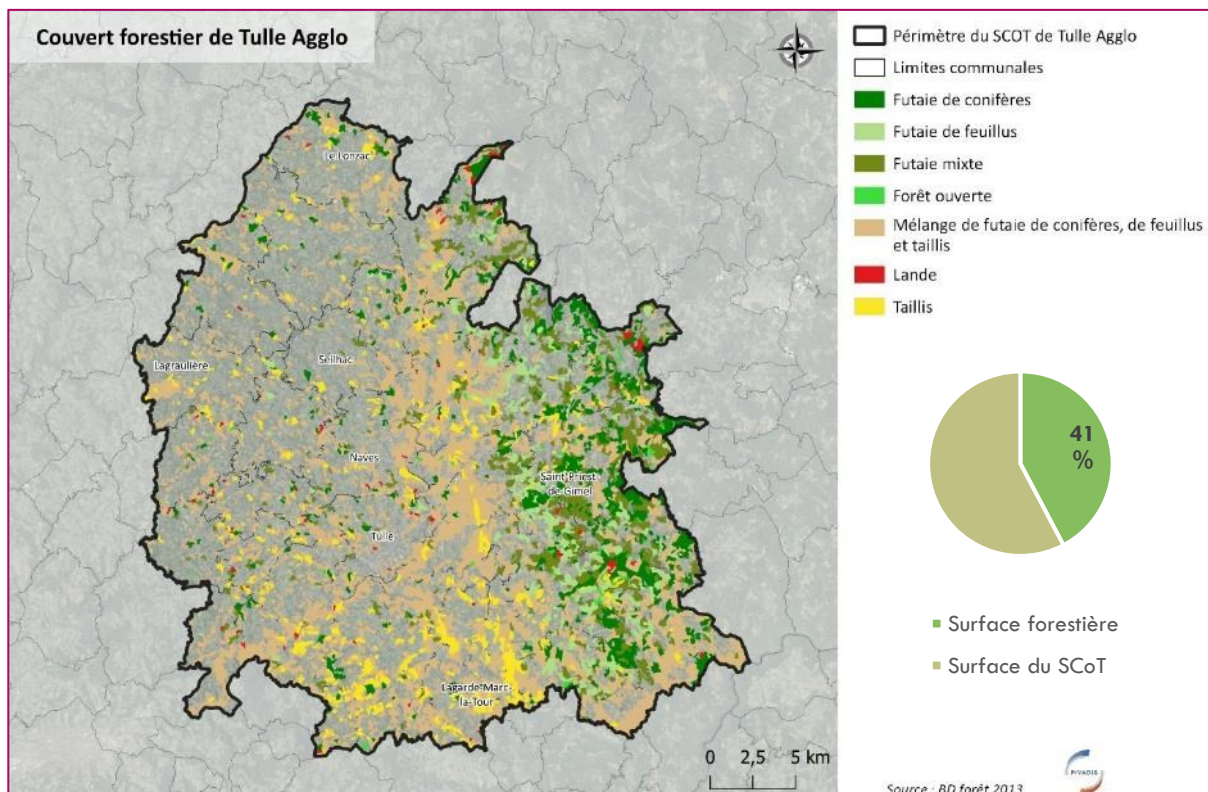 Couvert forestier de Tulle Agglo
Périmètre du SCOT de Tulle Agglo
Limites communales
Futaie de conifères
Futaie de feuillus
Futaie mixte
Forêt ouverte
Mélange de futaie de conifères, de feuillus
et taillis
Lande
Taillis
Le Lonzac
Seilhac
Lagraulière
Naves
Saint-Priest-
de-Gimel
Tulle
Lagarde-Marc-
la-Tour
0 2,5 5 km
41
%
Surface forestière
Surface du SCoT
PIVADIS
Source : BD forêt 2013